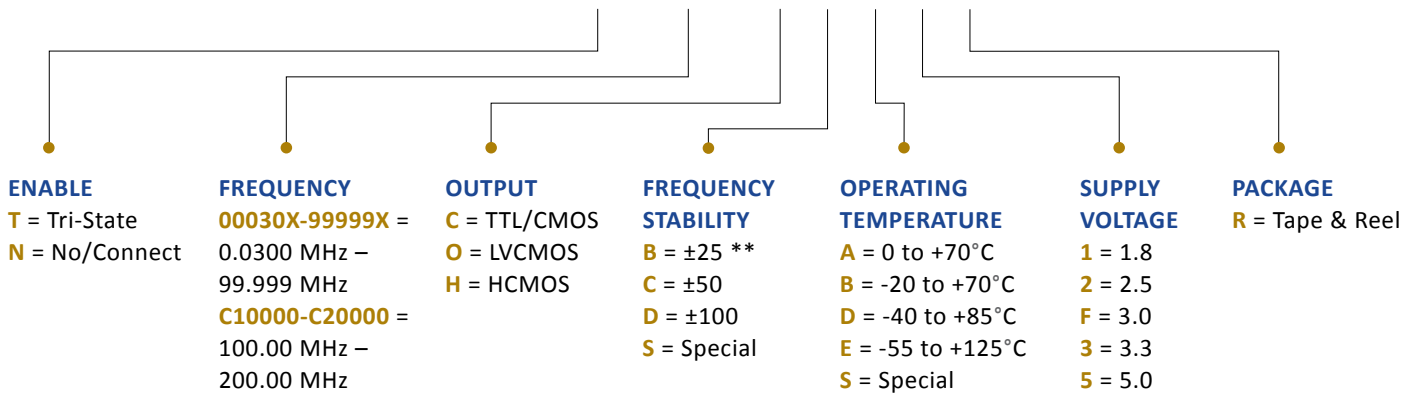 ENABLE
T = Tri-State
N = No/Connect
FREQUENCY
00030X-99999X =
0.0300 MHz –
99.999 MHz
C10000-C20000 =
100.00 MHz –
200.00 MHz
OUTPUT
C = TTL/CMOS
O = LVCMOS
H = HCMOS
FREQUENCY
STABILITY
B = ±25 **
C = ±50
D = ±100
S = Special
OPERATING
TEMPERATURE
A = 0 to +70°C
B = -20 to +70°C
D = -40 to +85°C
E = -55 to +125°C
S = Special
SUPPLY
VOLTAGE
1 = 1.8
2 = 2.5
F = 3.0
3 = 3.3
5 = 5.0
PACKAGE
R = Tape & Reel